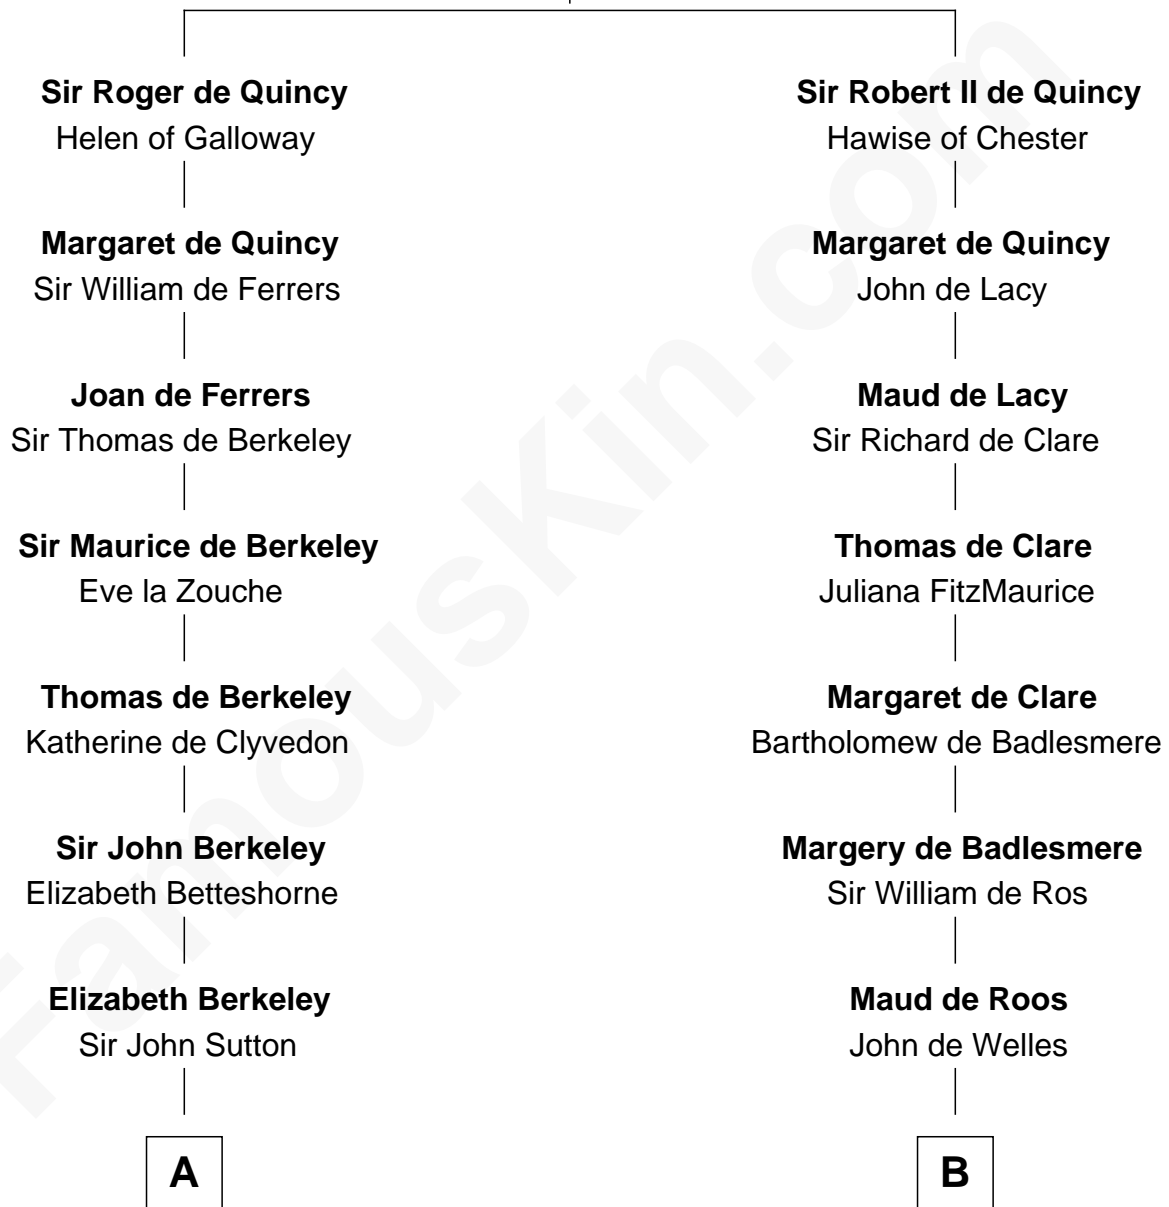 Sir Roger de Quincy
Helen of Galloway
Margaret de Quincy
Sir William de Ferrers
Joan de Ferrers
Sir Thomas de Berkeley
Sir Maurice de Berkeley
Eve la Zouche
Thomas de Berkeley
Katherine de Clyvedon
Sir John Berkeley
Elizabeth Betteshorne
Elizabeth Berkeley
Sir John Sutton
A
Sir Robert II de Quincy
Hawise of Chester
Margaret de Quincy
John de Lacy
Maud de Lacy
Sir Richard de Clare
Thomas de Clare
Juliana FitzMaurice
Margaret de Clare
Bartholomew de Badlesmere
Margery de Badlesmere
Sir William de Ros
Maud de Roos
John de Welles
B
FamousKin.com